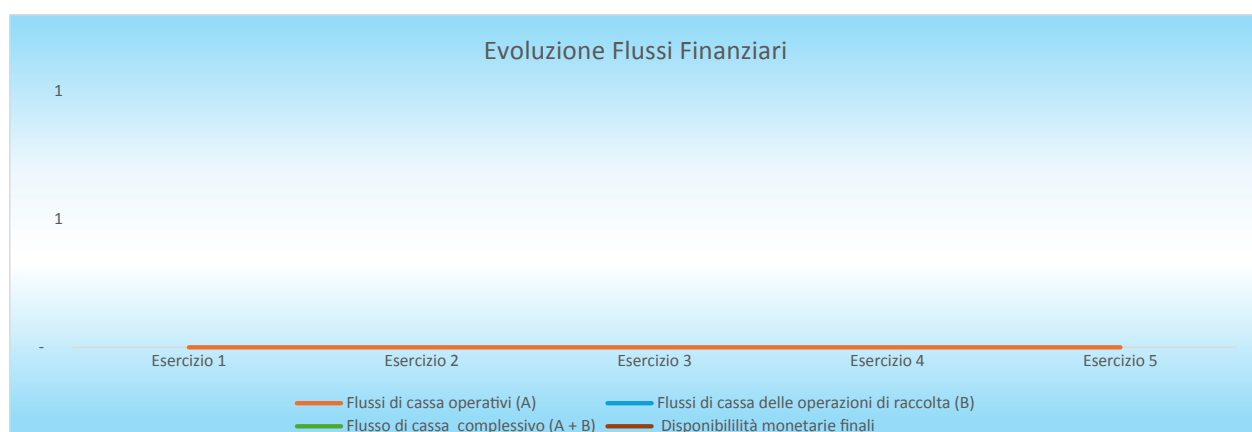 Evoluzione Flussi Finanziari
1
1
-
Esercizio 1 Esercizio 2 Esercizio 3 Esercizio 4 Esercizio 5
Flussi di cassa operativi (A) Flussi di cassa delle operazioni di raccolta (B)
Flusso di cassa complessivo (A + B) Disponibililità monetarie finali